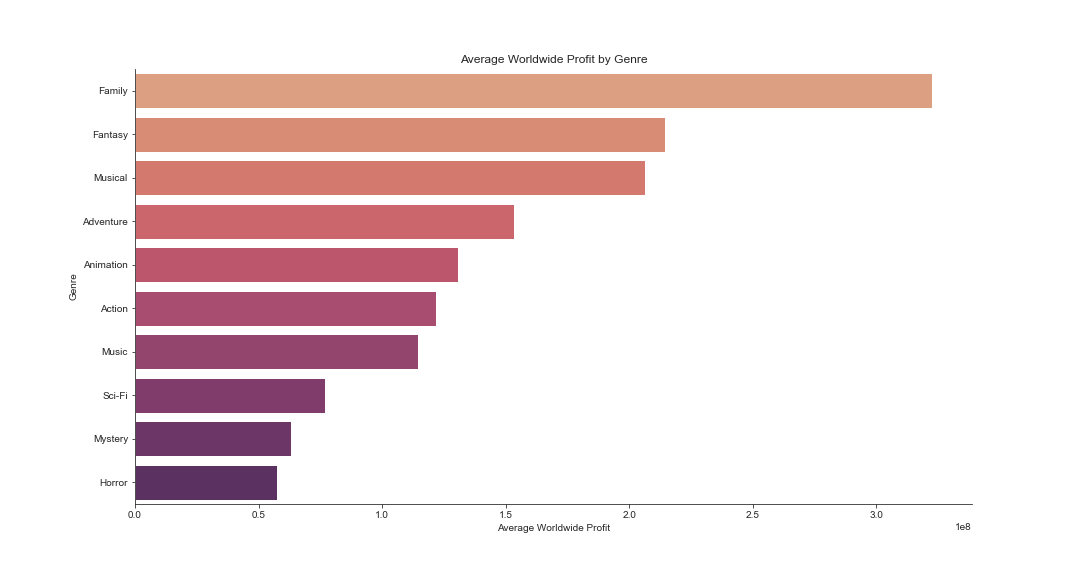 Average Worldwide Profit by Genre
Family
Fantasy
Musical
Adventure
Animation
Action
Music
Sci-Fi
Mystery
Horror
Genre
0.0 0.5 1.0 1.5 2.0 2.5 3.0
Average Worldwide Profit
1e8